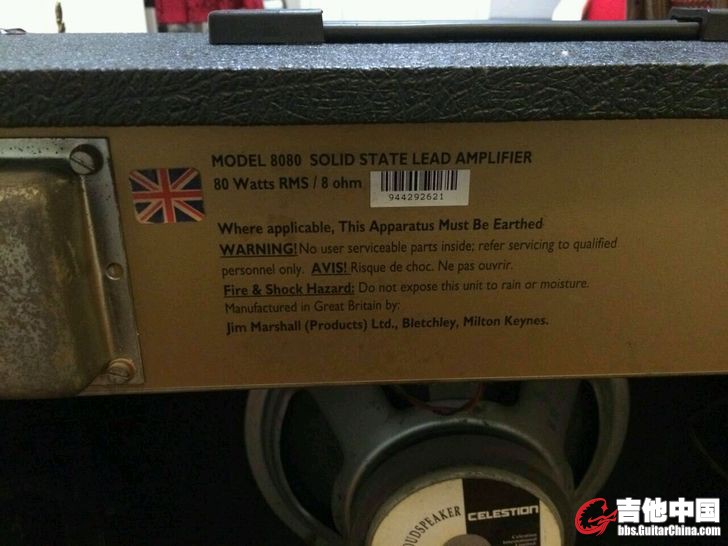 MODEL 8080 SOLID STATE LEAD AMPLIFIER
80 Watts RMS / 8 ohm
944292621
Where applicable, This Apparatus Must Be Earthed
WARNING! No user serviceable parts inside; refer servicing to qualified
personnel only. AVIS! Risque de choc. Ne pas ouvrir.
Fire & Shock Hazard: Do not expose this unit to rain or moisture.
Manufactured in Great Britain by:
Jim Marshall (Products) Ltd., Bletchley, Milton Keynes.
LOUDSPEAKER
CELESTION
Celestion
International
Limited
吉他中国
bbs.GuitarChina.com